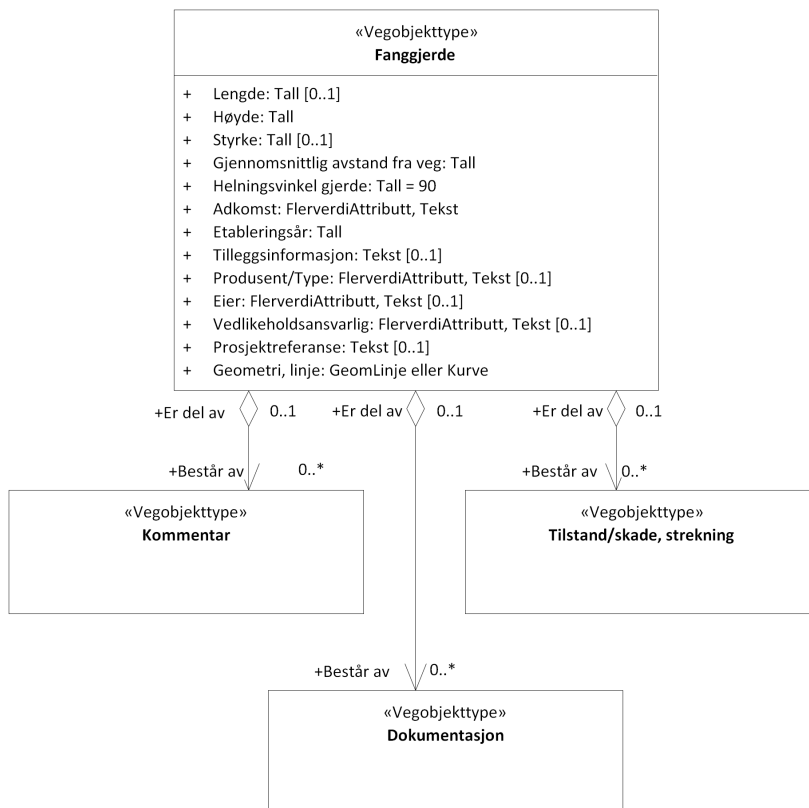 «Vegobjekttype»
Fanggjerde
+ Lengde: Tall [0..1]
+ Høyde: Tall
+ Styrke: Tall [0..1]
+ Gjennomsnittlig avstand fra veg: Tall
+ Helningsvinkel gjerde: Tall = 90
+ Adkomst: FlerverdiAttributt, Tekst
+ Etableringsår: Tall
+ Tilleggsinformasjon: Tekst [0..1]
+ Produsent/Type: FlerverdiAttributt, Tekst [0..1]
+ Eier: FlerverdiAttributt, Tekst [0..1]
+ Vedlikeholdsansvarlig: FlerverdiAttributt, Tekst [0..1]
+ Prosjektreferanse: Tekst [0..1]
+ Geometri, linje: GeomLinje eller Kurve
+Er del av 0..1 +Er del av 0..1 +Er del av 0..1
+Består av 0..* +Består av 0..*
«Vegobjekttype»
Kommentar
«Vegobjekttype»
Tilstand/skade, strekning
+Består av 0..*
«Vegobjekttype»
Dokumentasjon